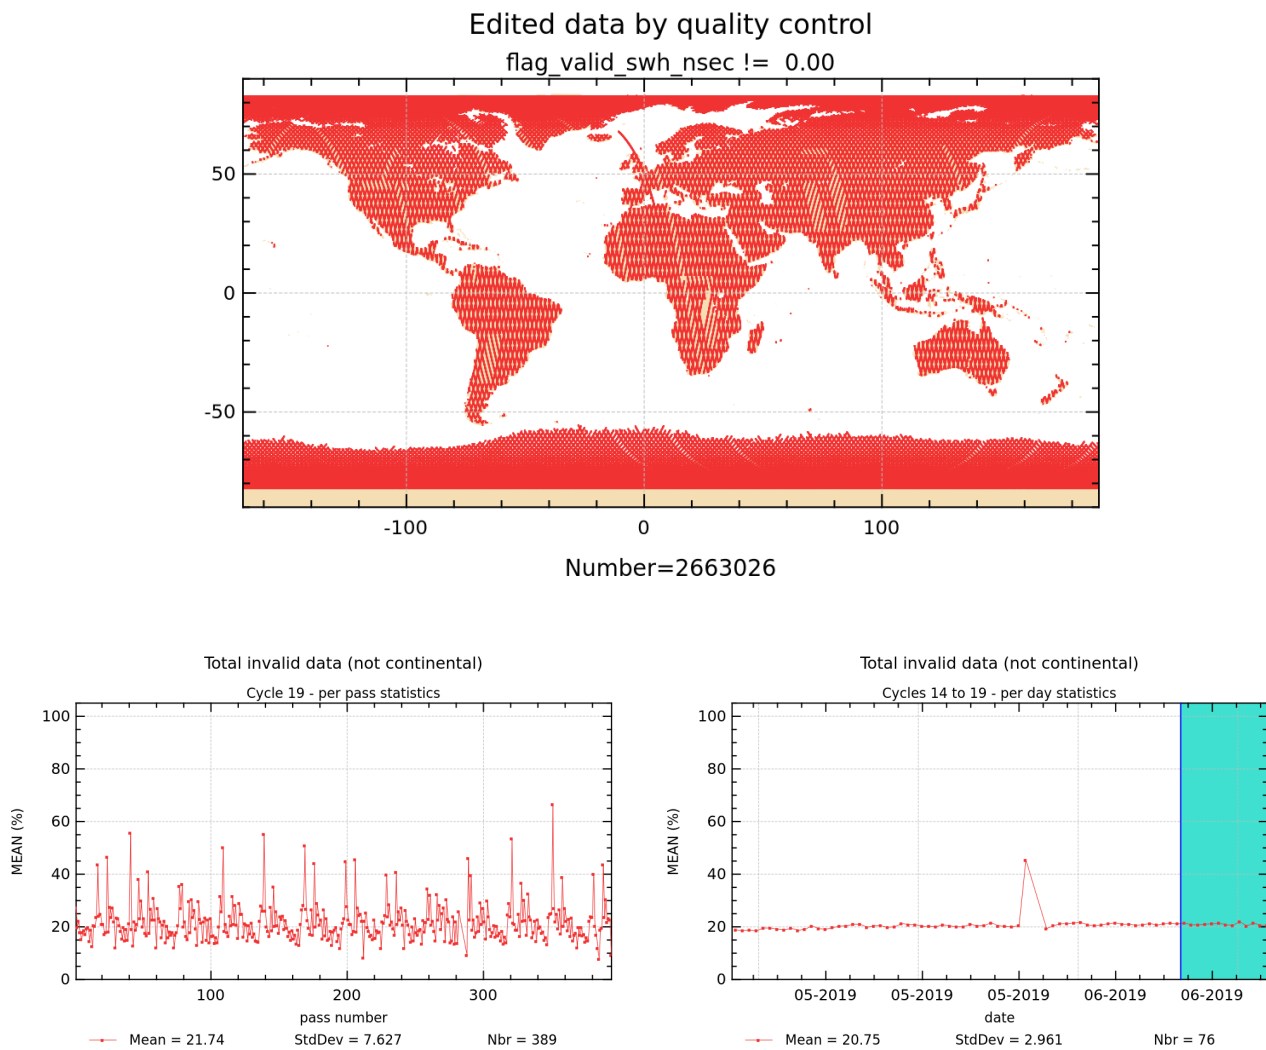 Edited data by quality control
flag_valid_swh_nsec !=  0.00
50
0
-50
-100
0
100
Number=2663026
Total invalid data (not continental)
Cycle 19 - per pass statistics
MEAN (%)
100
80
60
40
20
0
100
200
300
pass number
Mean = 21.74
StdDev = 7.627
Nbr = 389
Total invalid data (not continental)
Cycles 14 to 19 - per day statistics
MEAN (%)
100
80
60
40
20
0
05-2019
05-2019
05-2019
06-2019
06-2019
date
Mean = 20.75
StdDev = 2.961
Nbr = 76